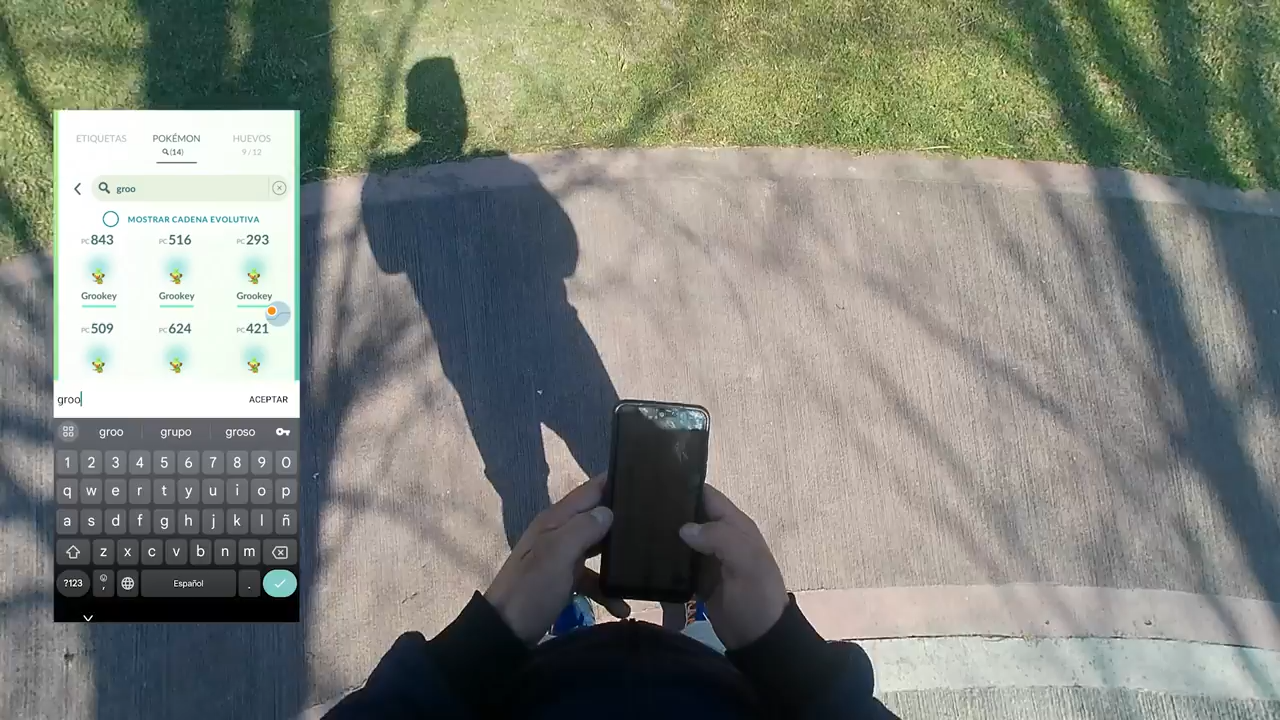 ETIQUETAS POKÉMON HUEVOS
(14) 9 / 12
groo
MOSTRAR CADENA EVOLUTIVA
PC843 PC516 PC293
Grookey Grookey Grookey
PC509 PC624 PC421
groo ACEPTAR
groo grupo groso
1 2 3 4 5 6 7 8 9 0
q w e r t y u i o p
a s d f g h j k l ñ
z x c v b n m
?123 , Español .